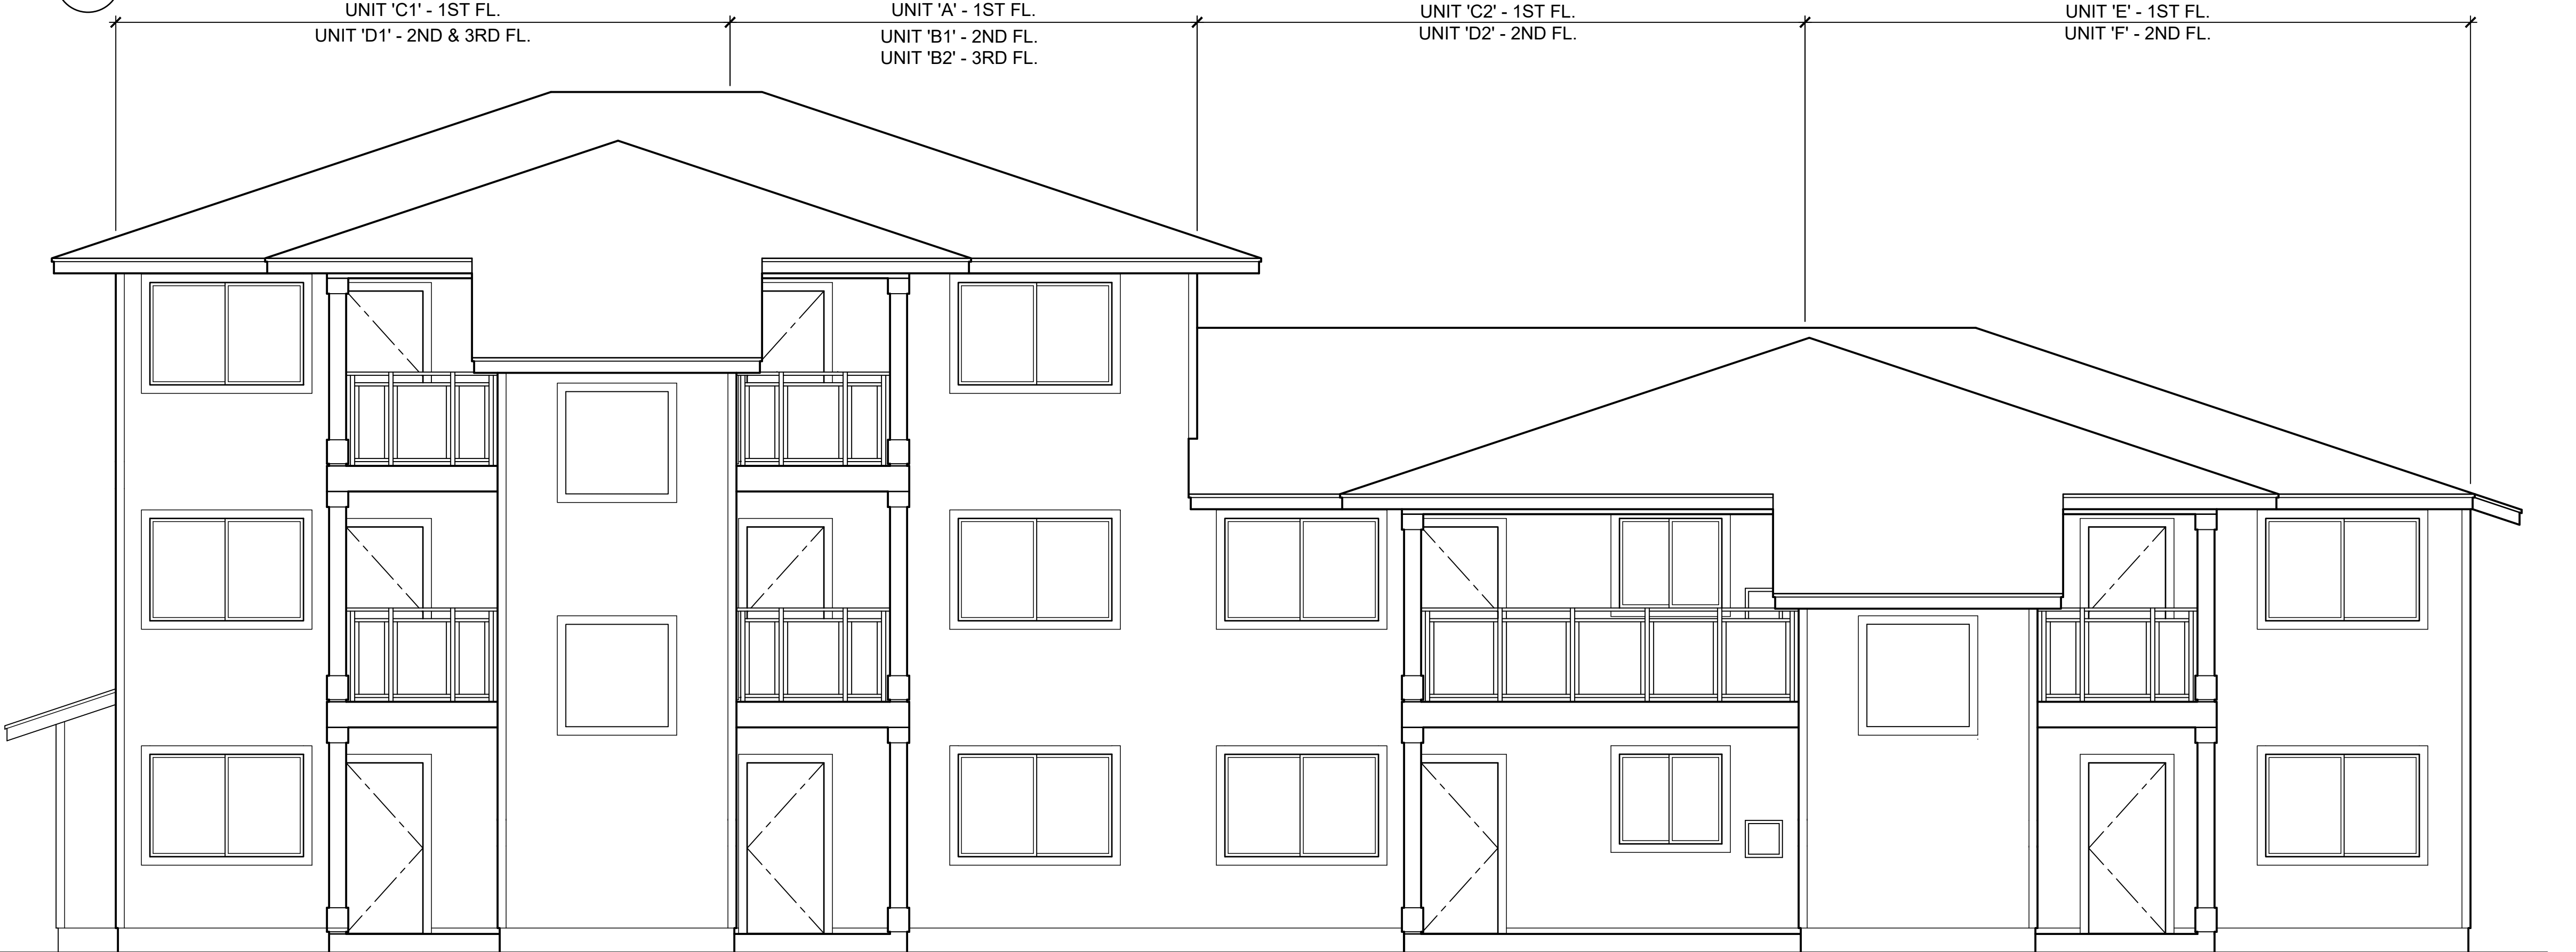 UNIT 'C1' - 1ST FL.
UNIT 'D1' - 2ND & 3RD FL.
UNIT 'A' - 1ST FL.
UNIT 'B1' - 2ND FL.
UNIT 'B2' - 3RD FL.
UNIT 'C2' - 1ST FL.
UNIT 'D2' - 2ND FL.
UNIT 'E' - 1ST FL.
UNIT 'F' - 2ND FL.